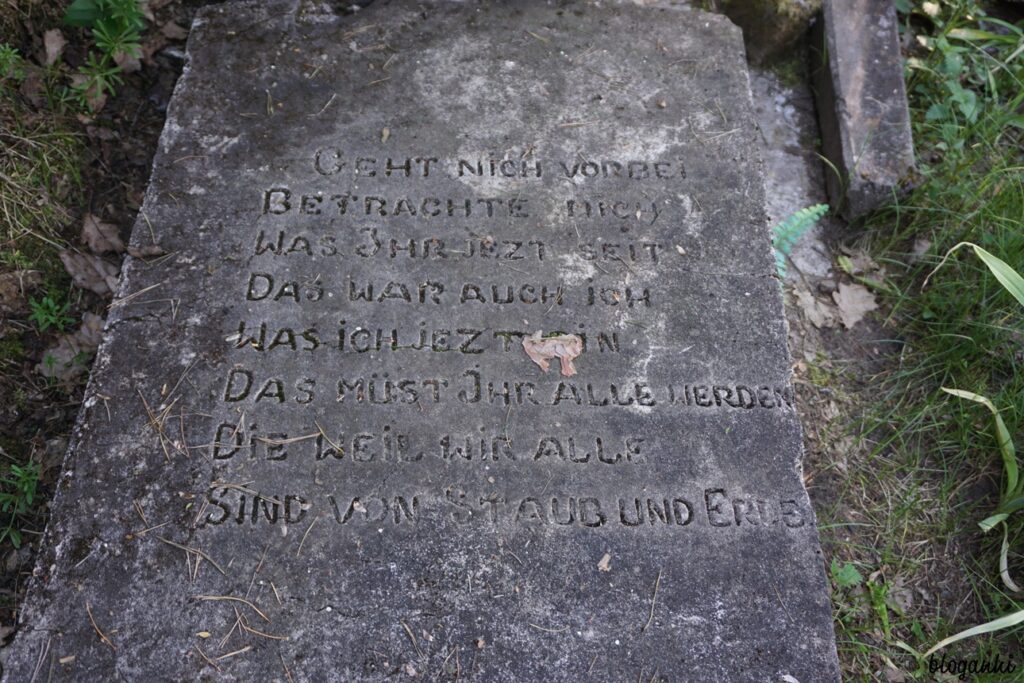 GEHT NICH VORBEI
BETRACHTE MICH
WAS IHR JEZT SEIT
DAS WAR AUCH ICH
WAS ICH JEZT BIN
DAS MÜST IHR ALLE WERDEN
DIE WEIL WIR ALLE
SIND VON STAUB UND ERDE
bloganki